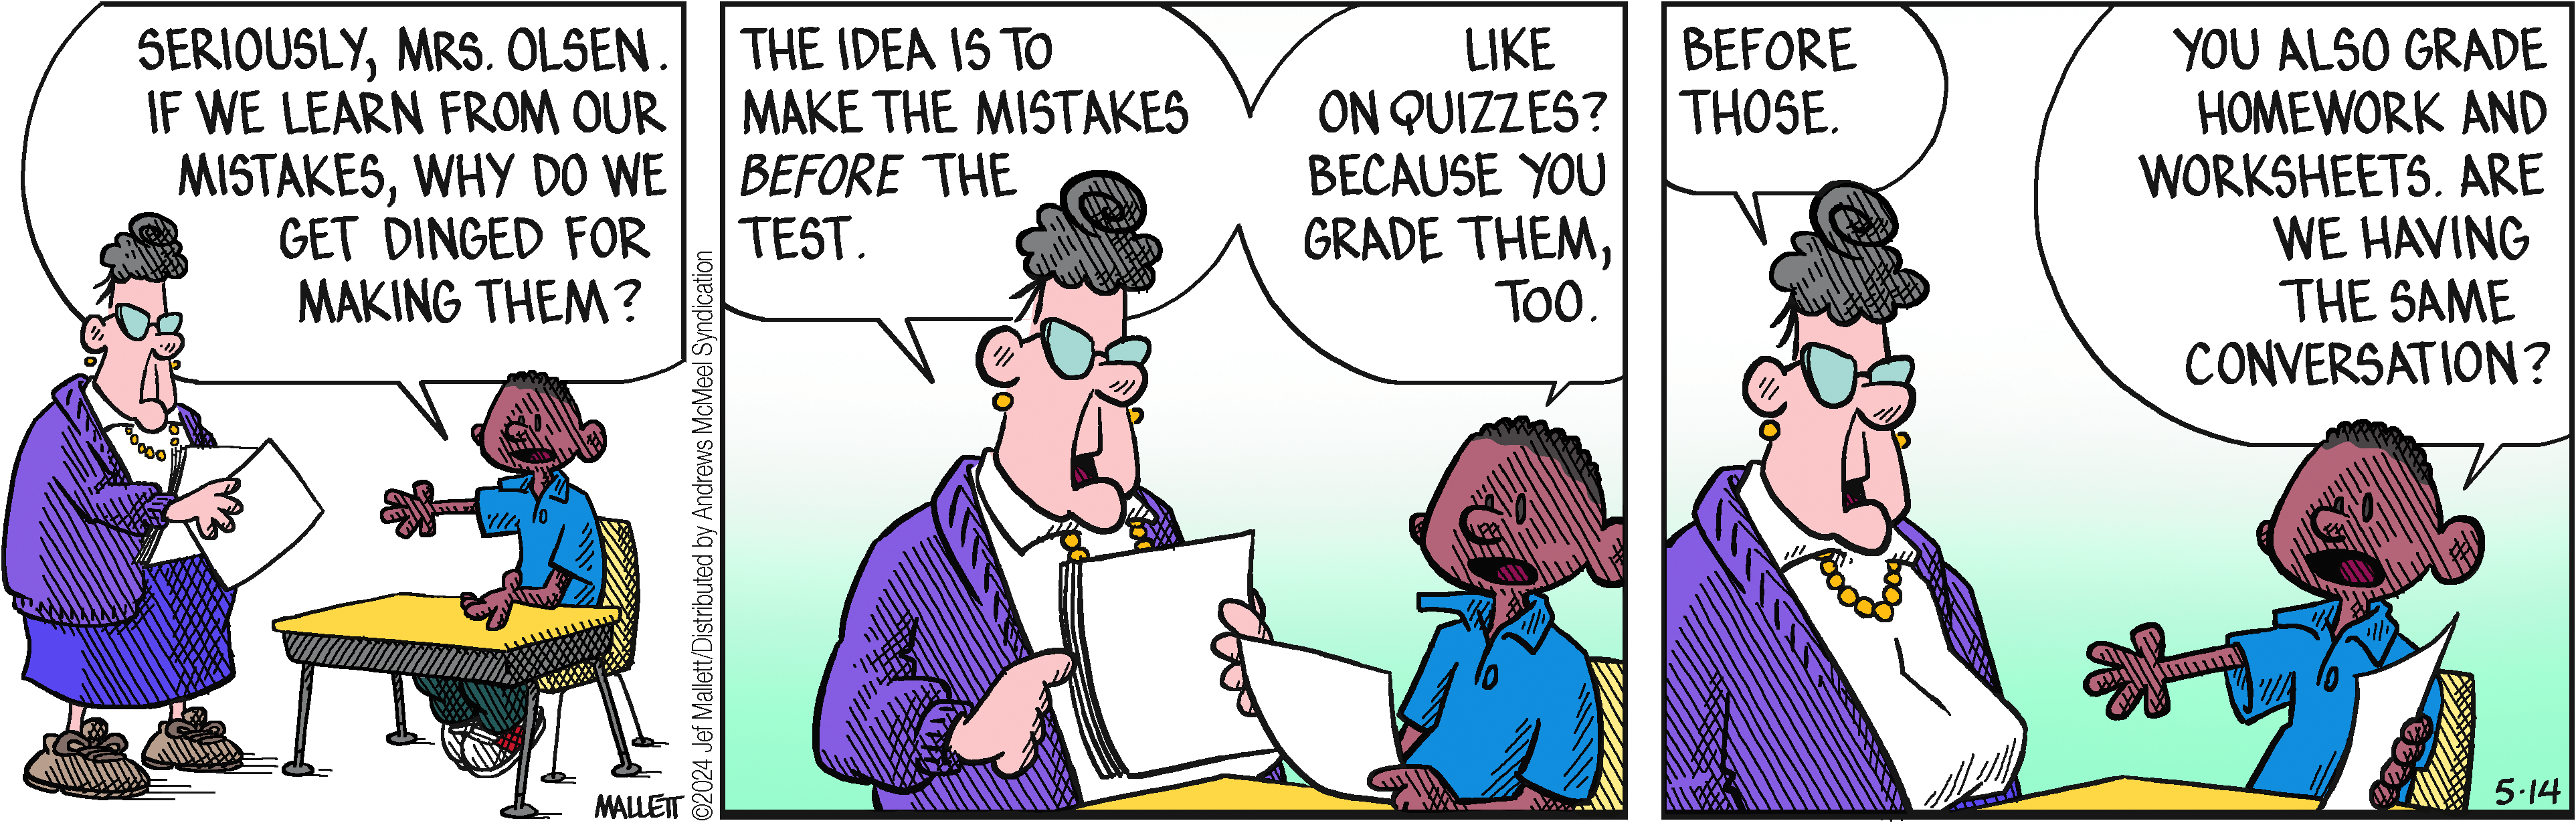 SERIOUSLY, MRS. OLSEN.
IF WE LEARN FROM OUR
MISTAKES, WHY DO WE
GET DINGED FOR
MAKING THEM?
MALLETT
©2024 Jef Mallett/Distributed by Andrews McMeel Syndication
THE IDEA IS TO
MAKE THE MISTAKES
BEFORE THE
TEST.
LIKE
ON QUIZZES?
BECAUSE YOU
GRADE THEM,
TOO.
BEFORE
THOSE.
YOU ALSO GRADE
HOMEWORK AND
WORKSHEETS. ARE
WE HAVING
THE SAME
CONVERSATION?
5·14